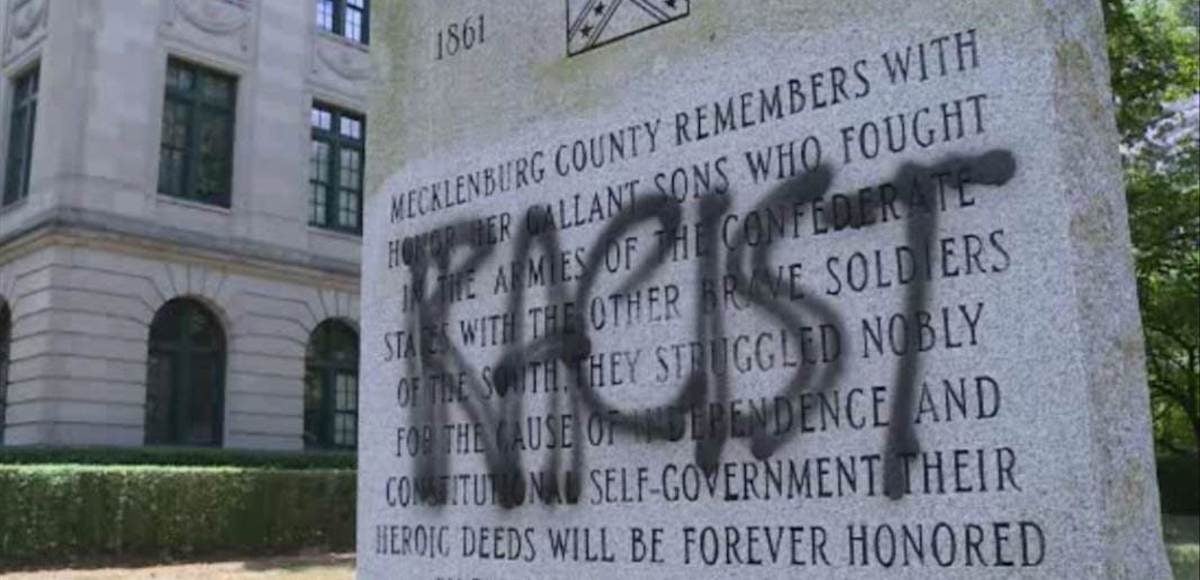 1861
MECKLENBURG COUNTY REMEMBERS WITH
HONOR HER GALLANT SONS WHO FOUGHT
IN THE ARMIES OF THE CONFEDERATE
STATES WITH THE OTHER BRAVE SOLDIERS
OF THE SOUTH, THEY STRUGGLED NOBLY
FOR THE CAUSE OF INDEPENDENCE AND
CONSTITUTIONAL SELF-GOVERNMENT THEIR
HEROIC DEEDS WILL BE FOREVER HONORED
RACIST